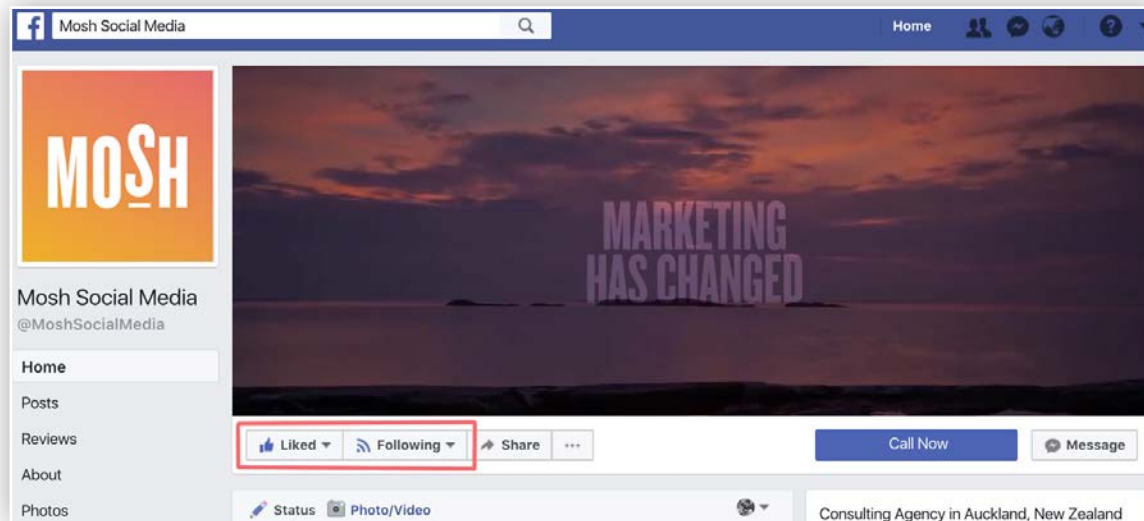 f Mosh Social Media Home ?
MOSH
MARKETING
HAS CHANGED
Mosh Social Media
@MoshSocialMedia
Home
Posts
Reviews
About
Photos
Liked Following Share ... Call Now Message
Status Photo/Video
Consulting Agency in Auckland, New Zealand